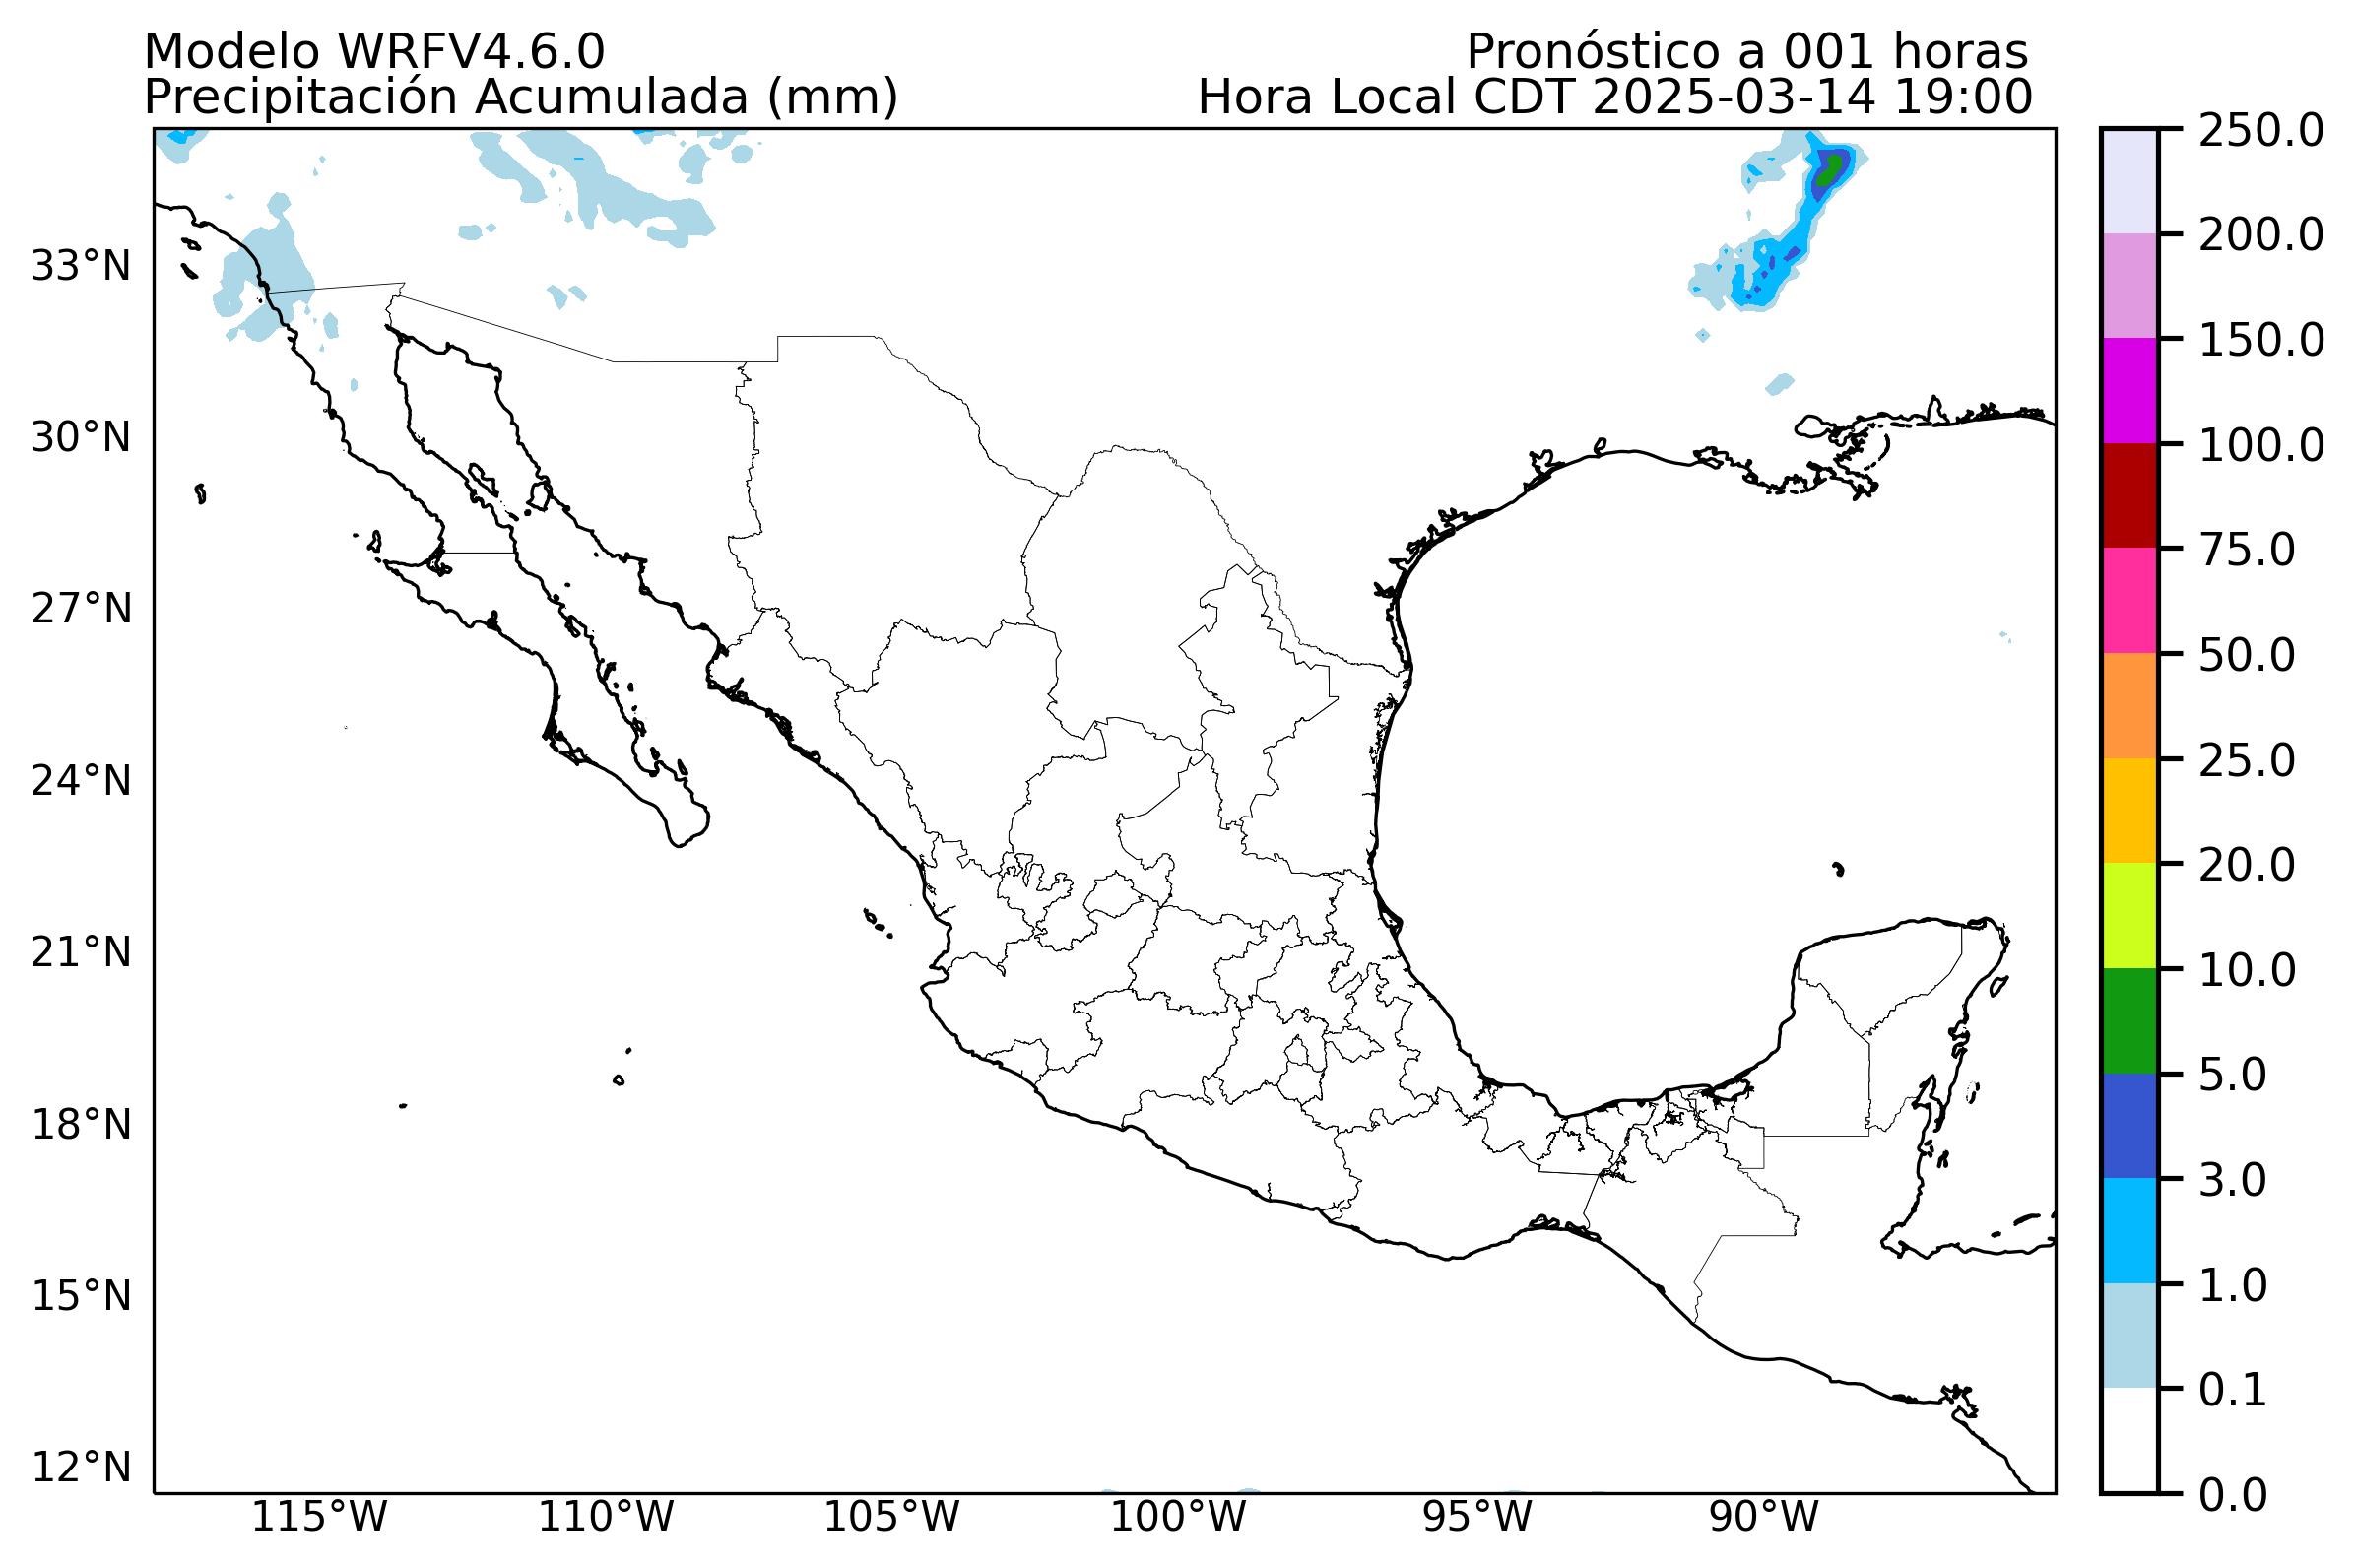 Modelo WRFV4.6.0
Pronóstico a 001 horas
Precipitación Acumulada (mm)
Hora Local CDT 2025-03-14 19:00
33°N
30°N
27°N
24°N
21°N
18°N
15°N
12°N
115°W
110°W
105°W
100°W
95°W
90°W
250.0
200.0
150.0
100.0
75.0
50.0
25.0
20.0
10.0
5.0
3.0
1.0
0.1
0.0